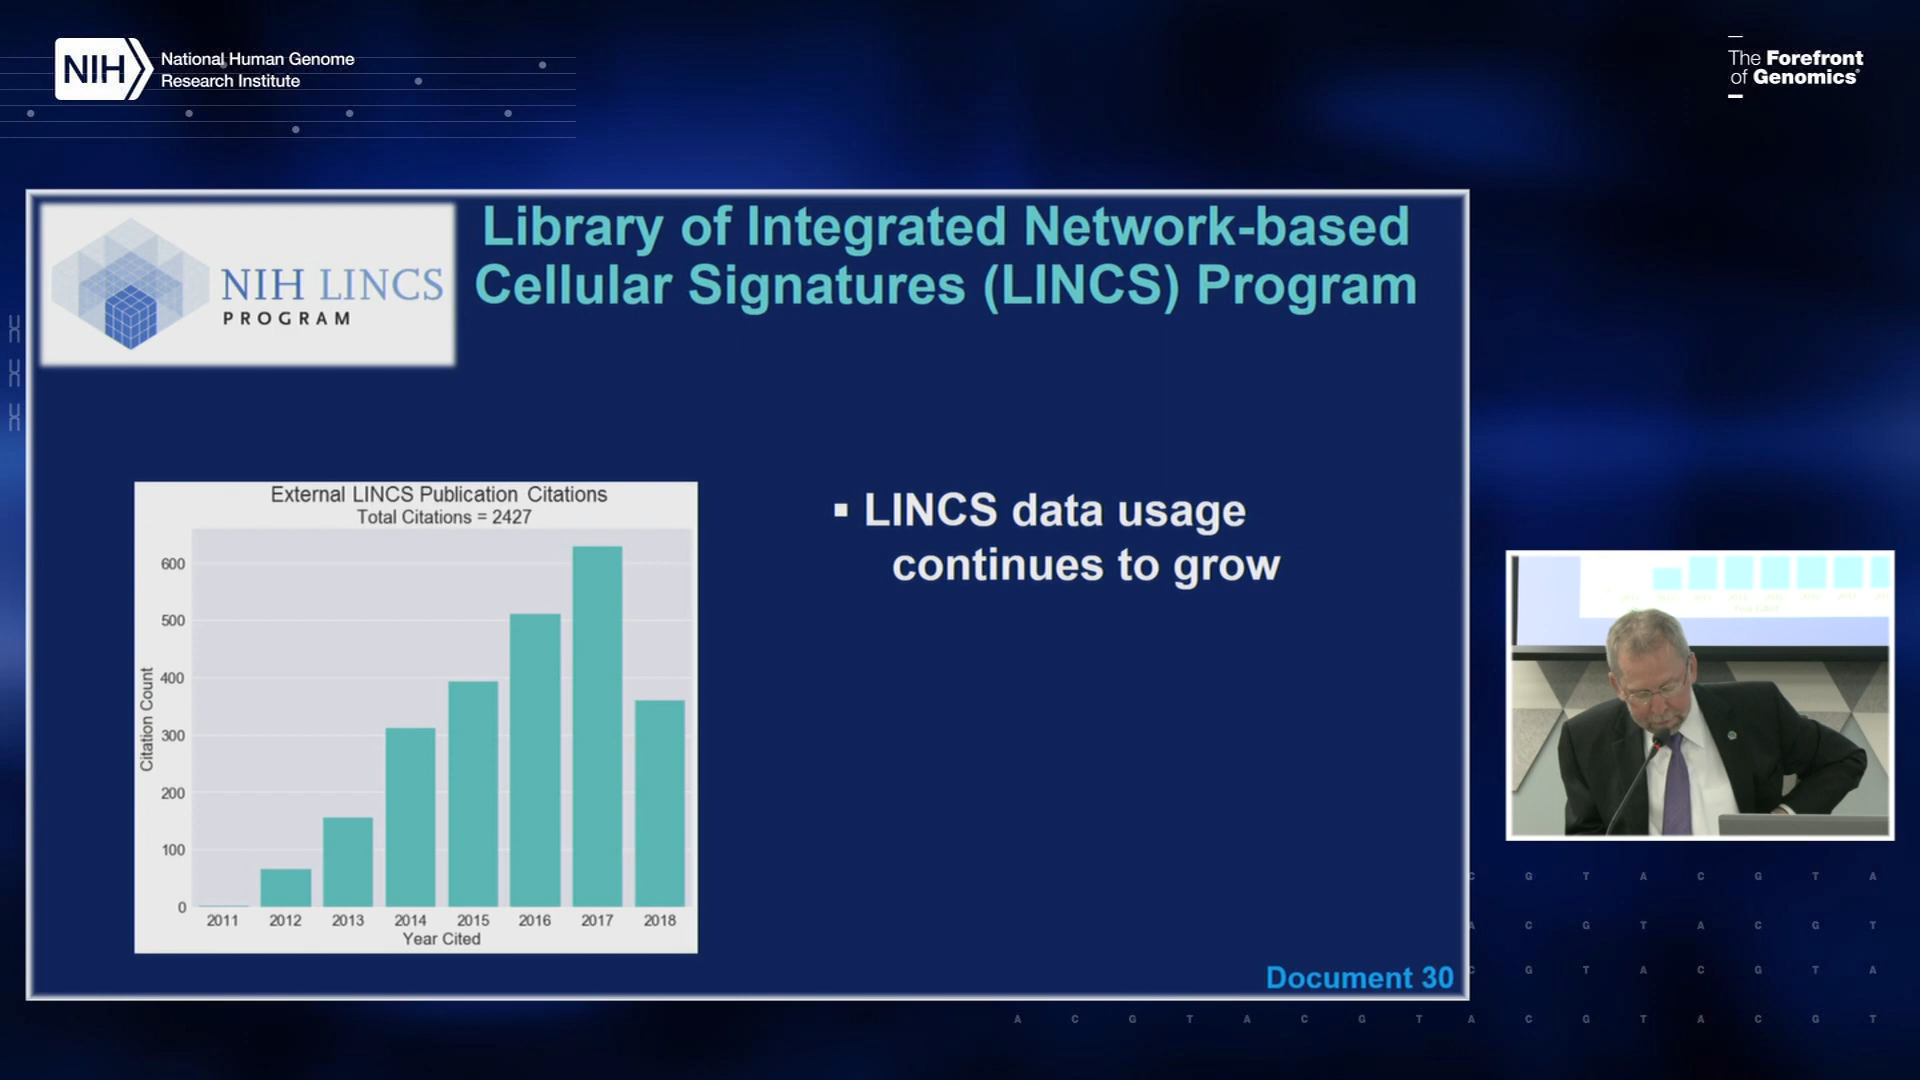 NIH National Human Genome
Research Institute
The Forefront
of Genomics®
NIH LINCS
PROGRAM
Library of Integrated Network-based
Cellular Signatures (LINCS) Program
External LINCS Publication Citations
Total Citations = 2427
600
500
400
300
200
100
0
Citation Count
2011 2012 2013 2014 2015 2016 2017 2018
Year Cited
▪ LINCS data usage
continues to grow
Document 30
C G T A C G T A
A C G T A C G T
C G T A C G T A
A C G T A C G T A C G T A C G T